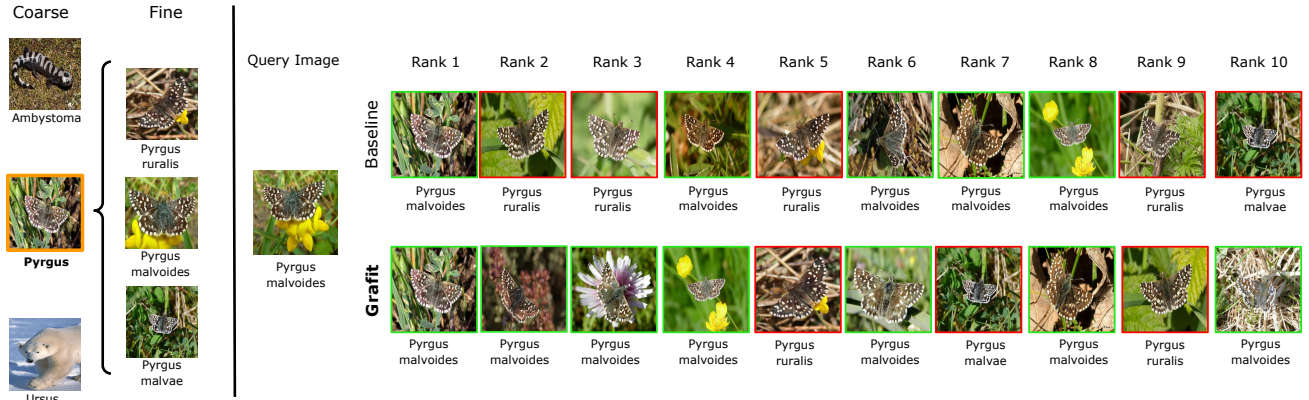 Coarse
Fine
Ambystoma
Pyrgus
ruralis
Pyrgus
Pyrgus
malvoides
Pyrgus
malvae
Ursus
Query Image
Pyrgus
malvoides
Rank 1 Rank 2 Rank 3 Rank 4 Rank 5 Rank 6 Rank 7 Rank 8 Rank 9 Rank 10
Baseline
Pyrgus Pyrgus Pyrgus Pyrgus Pyrgus Pyrgus Pyrgus Pyrgus Pyrgus Pyrgus
malvoides ruralis ruralis malvoides ruralis malvoides malvoides malvoides ruralis malvae
Grafit
Pyrgus Pyrgus Pyrgus Pyrgus Pyrgus Pyrgus Pyrgus Pyrgus Pyrgus Pyrgus
malvoides malvoides malvoides malvoides ruralis malvoides malvae malvoides ruralis malvoides